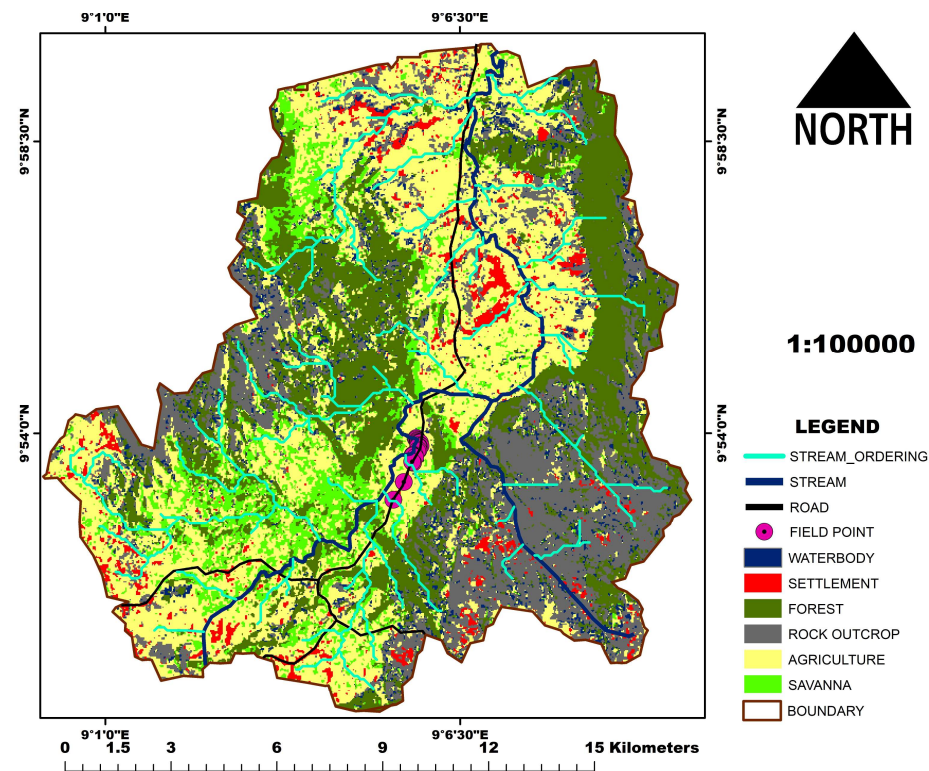 9°1'0"E
9°6'30"E
9°58'30"N
9°58'30"N
NORTH
1:100000
9°54'0"N
9°54'0"N
LEGEND
STREAM_ORDERING
STREAM
ROAD
FIELD POINT
WATERBODY
SETTLEMENT
FOREST
ROCK OUTCROP
AGRICULTURE
SAVANNA
BOUNDARY
9°1'0"E
9°6'30"E
0 1.5 3 6 9 12 15 Kilometers